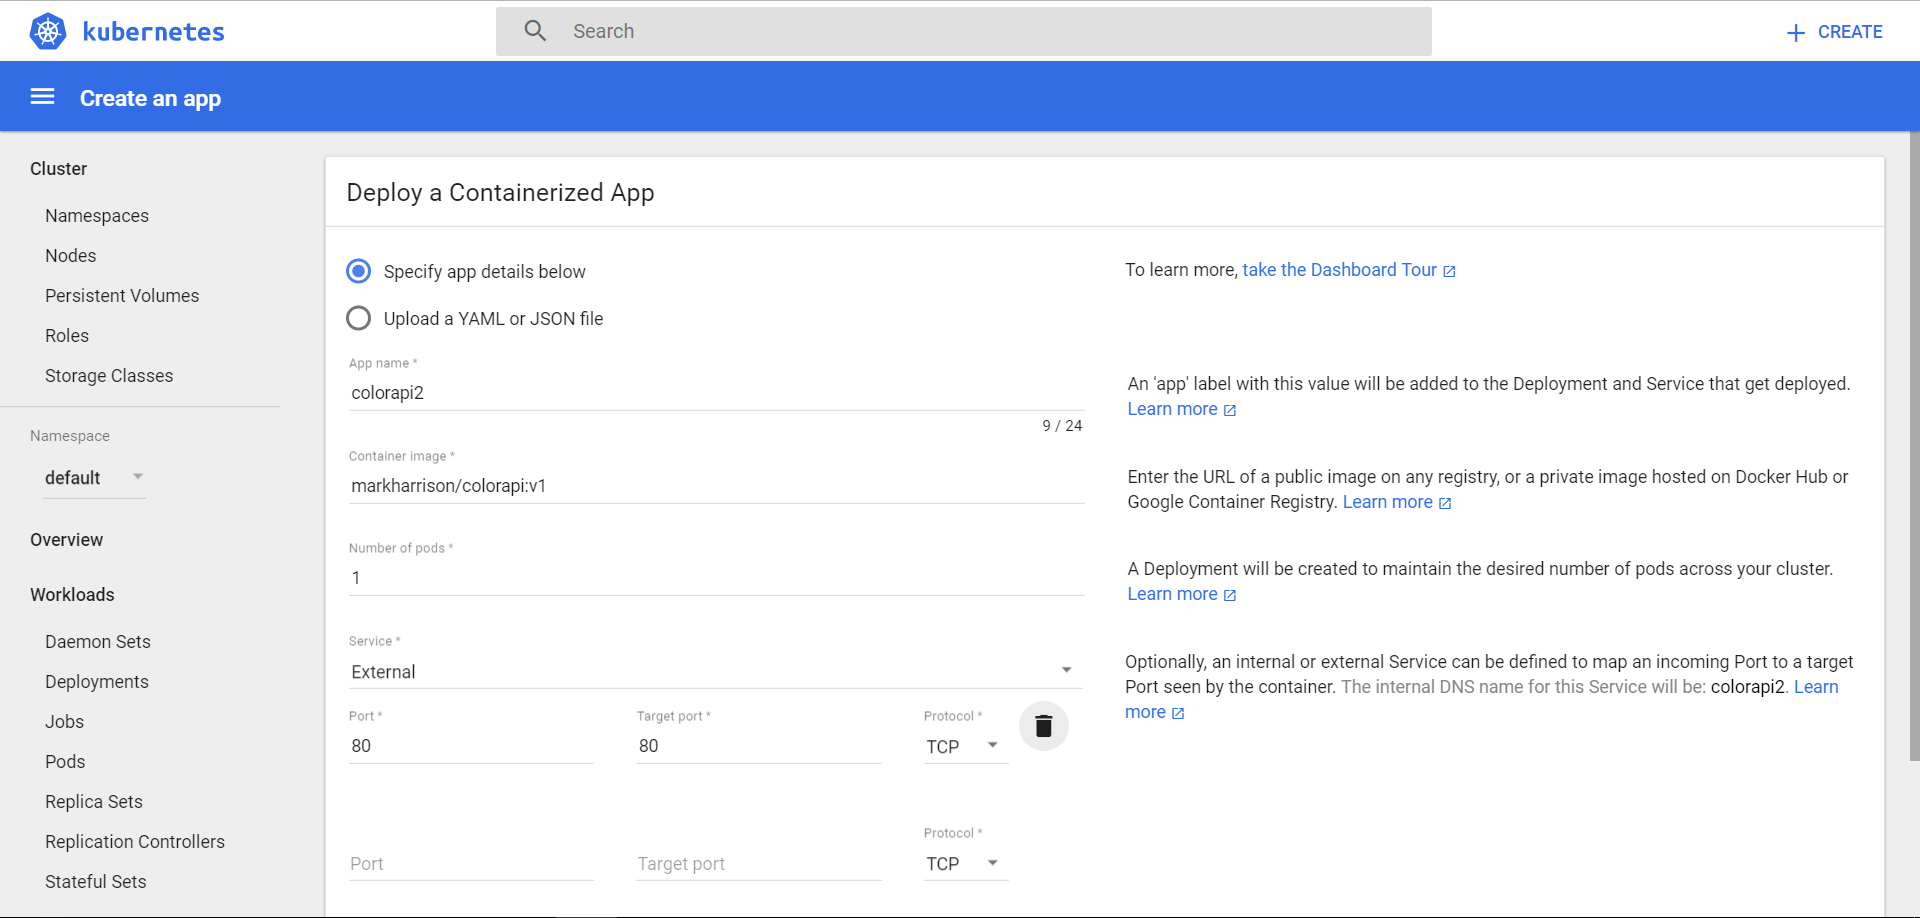 kubernetes
Search
CREATE
Create an app
Cluster
Namespaces
Nodes
Persistent Volumes
Roles
Storage Classes
Namespace
default
Overview
Workloads
Daemon Sets
Deployments
Jobs
Pods
Replica Sets
Replication Controllers
Stateful Sets
Deploy a Containerized App
Specify app details below
To learn more, take the Dashboard Tour
Upload a YAML or JSON file
App name *
colorapi2
9 / 24
An 'app' label with this value will be added to the Deployment and Service that get deployed.
Learn more
Container image *
markharrison/colorapi:v1
Enter the URL of a public image on any registry, or a private image hosted on Docker Hub or
Google Container Registry. Learn more
Number of pods *
1
A Deployment will be created to maintain the desired number of pods across your cluster.
Learn more
Service *
External
Optionally, an internal or external Service can be defined to map an incoming Port to a target
Port seen by the container. The internal DNS name for this Service will be: colorapi2. Learn
more
Port *
Target port *
Protocol *
80
80
TCP
Protocol *
Port
Target port
TCP